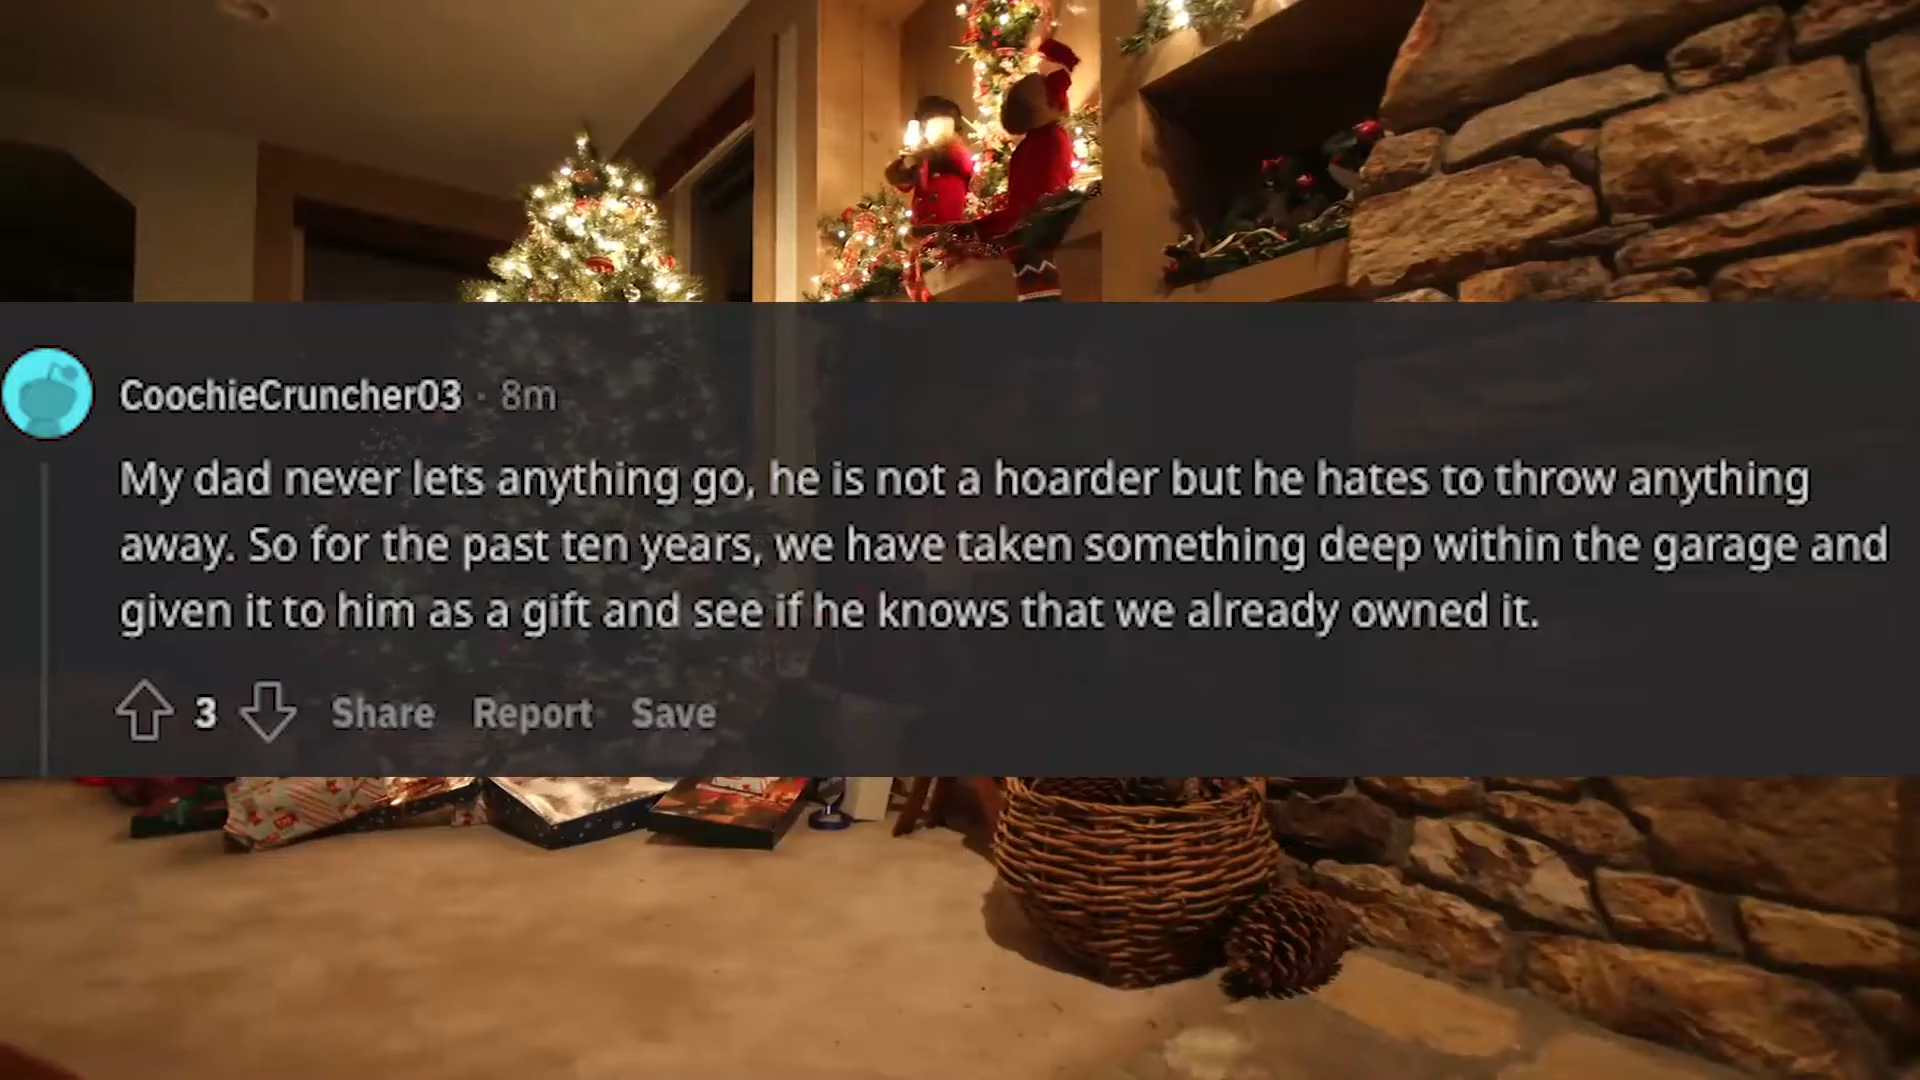 CoochieCruncher03 · 8m
My dad never lets anything go, he is not a hoarder but he hates to throw anything
away. So for the past ten years, we have taken something deep within the garage and
given it to him as a gift and see if he knows that we already owned it.
3 Share Report Save